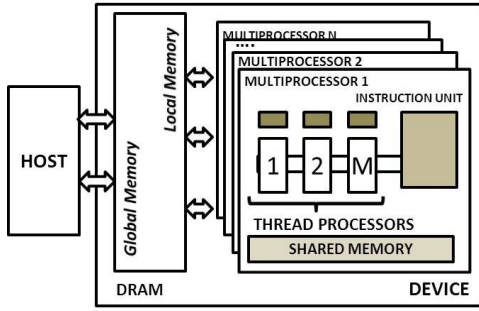 HOST
Global Memory
Local Memory
DRAM
MULTIPROCESSOR N
....
MULTIPROCESSOR 2
MULTIPROCESSOR 1
INSTRUCTION UNIT
1 2 M
THREAD PROCESSORS
SHARED MEMORY
DEVICE